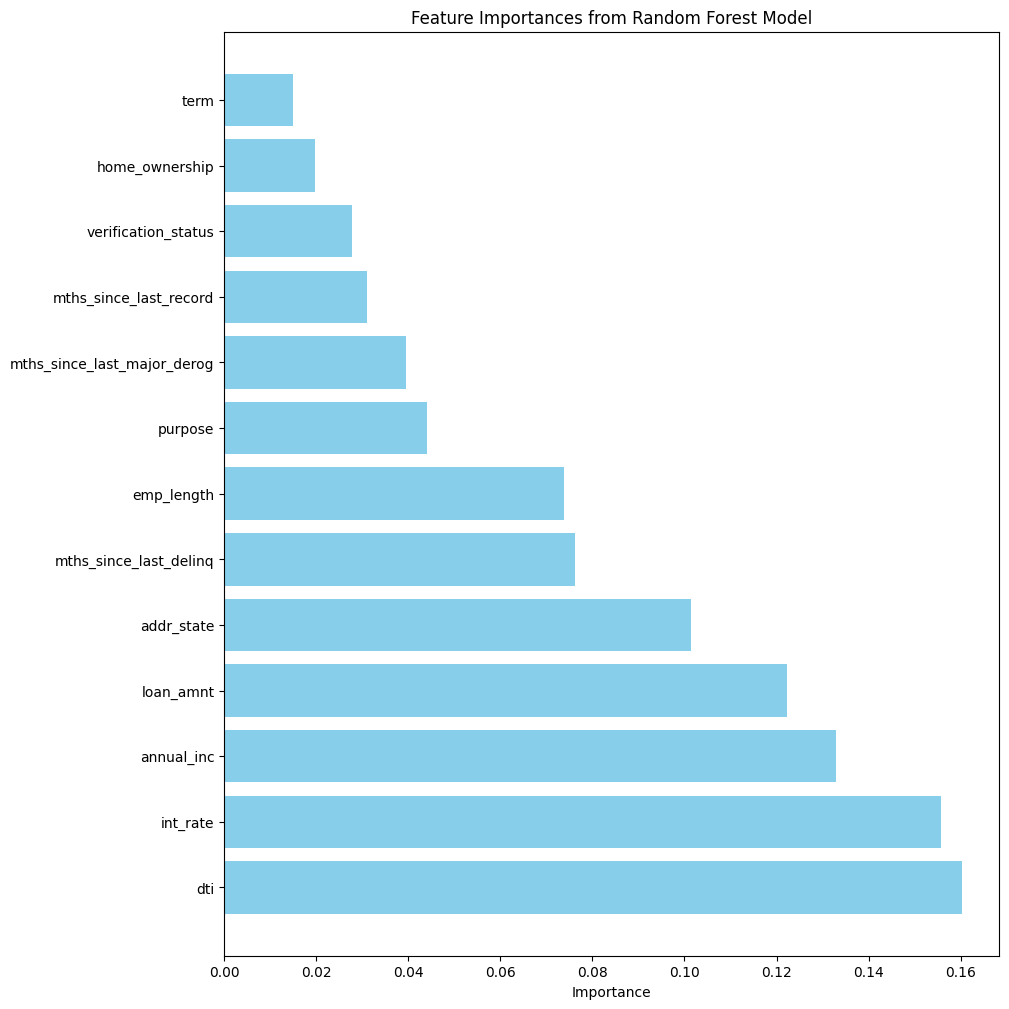 Feature Importances from Random Forest Model
term
home_ownership
verification_status
mths_since_last_record
mths_since_last_major_derog
purpose
emp_length
mths_since_last_delinq
addr_state
loan_amnt
annual_inc
int_rate
dti
0.00 0.02 0.04 0.06 0.08 0.10 0.12 0.14 0.16
Importance